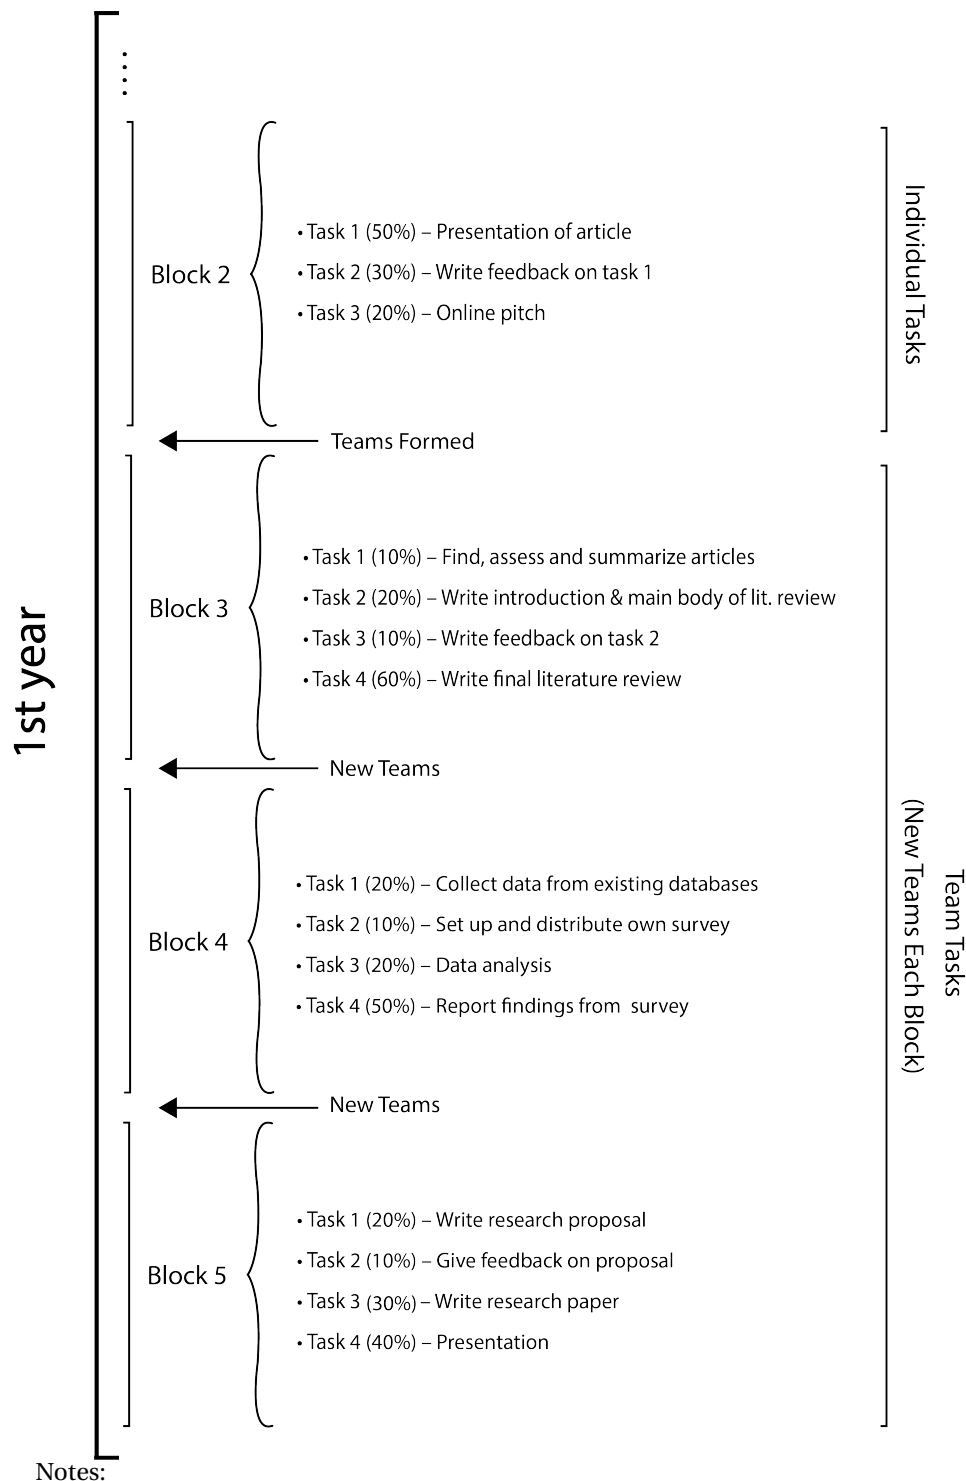 1st year
Block 2
• Task 1 (50%) – Presentation of article
• Task 2 (30%) – Write feedback on task 1
• Task 3 (20%) – Online pitch
Individual Tasks
Teams Formed
Block 3
• Task 1 (10%) – Find, assess and summarize articles
• Task 2 (20%) – Write introduction & main body of lit. review
• Task 3 (10%) – Write feedback on task 2
• Task 4 (60%) – Write final literature review
New Teams
Block 4
• Task 1 (20%) – Collect data from existing databases
• Task 2 (10%) – Set up and distribute own survey
• Task 3 (20%) – Data analysis
• Task 4 (50%) – Report findings from survey
Team Tasks
(New Teams Each Block)
New Teams
Block 5
• Task 1 (20%) – Write research proposal
• Task 2 (10%) – Give feedback on proposal
• Task 3 (30%) – Write research paper
• Task 4 (40%) – Presentation
Notes: